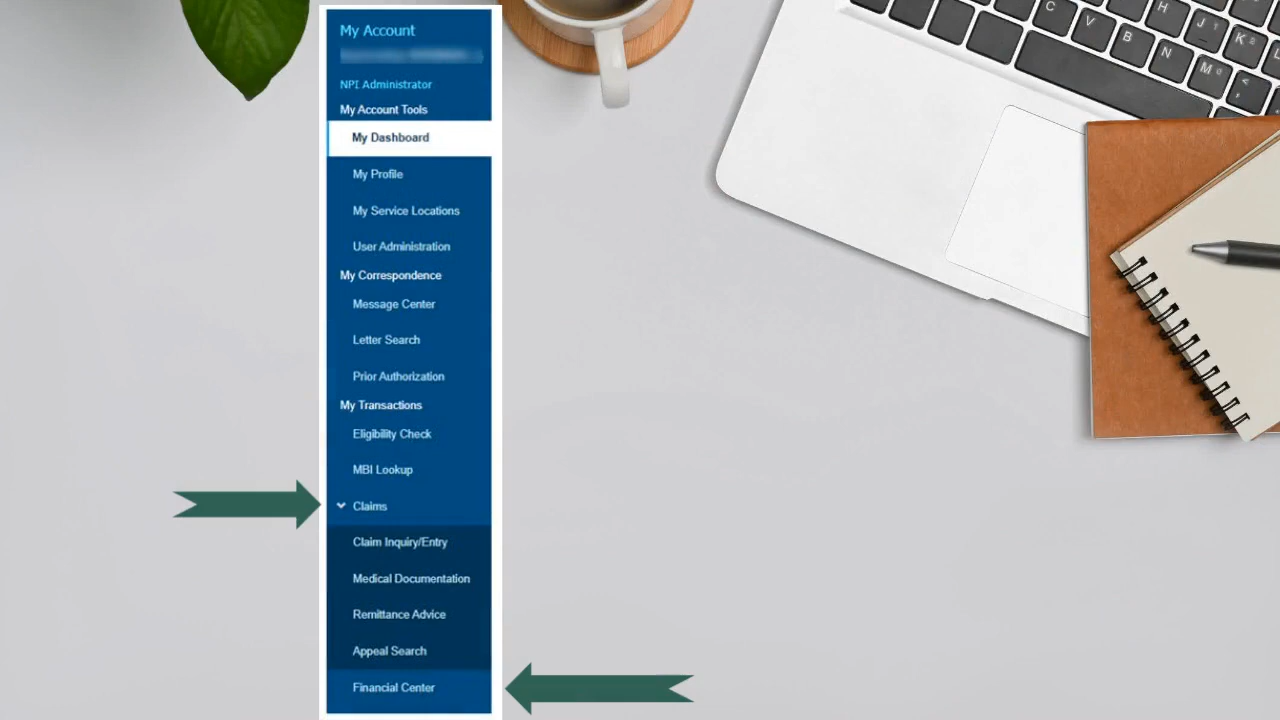 My Account
NPI Administrator
My Account Tools
My Dashboard
My Profile
My Service Locations
User Administration
My Correspondence
Message Center
Letter Search
Prior Authorization
My Transactions
Eligibility Check
MBI Lookup
Claims
Claim Inquiry/Entry
Medical Documentation
Remittance Advice
Appeal Search
Financial Center
C
V
B
N
M
H
J
K